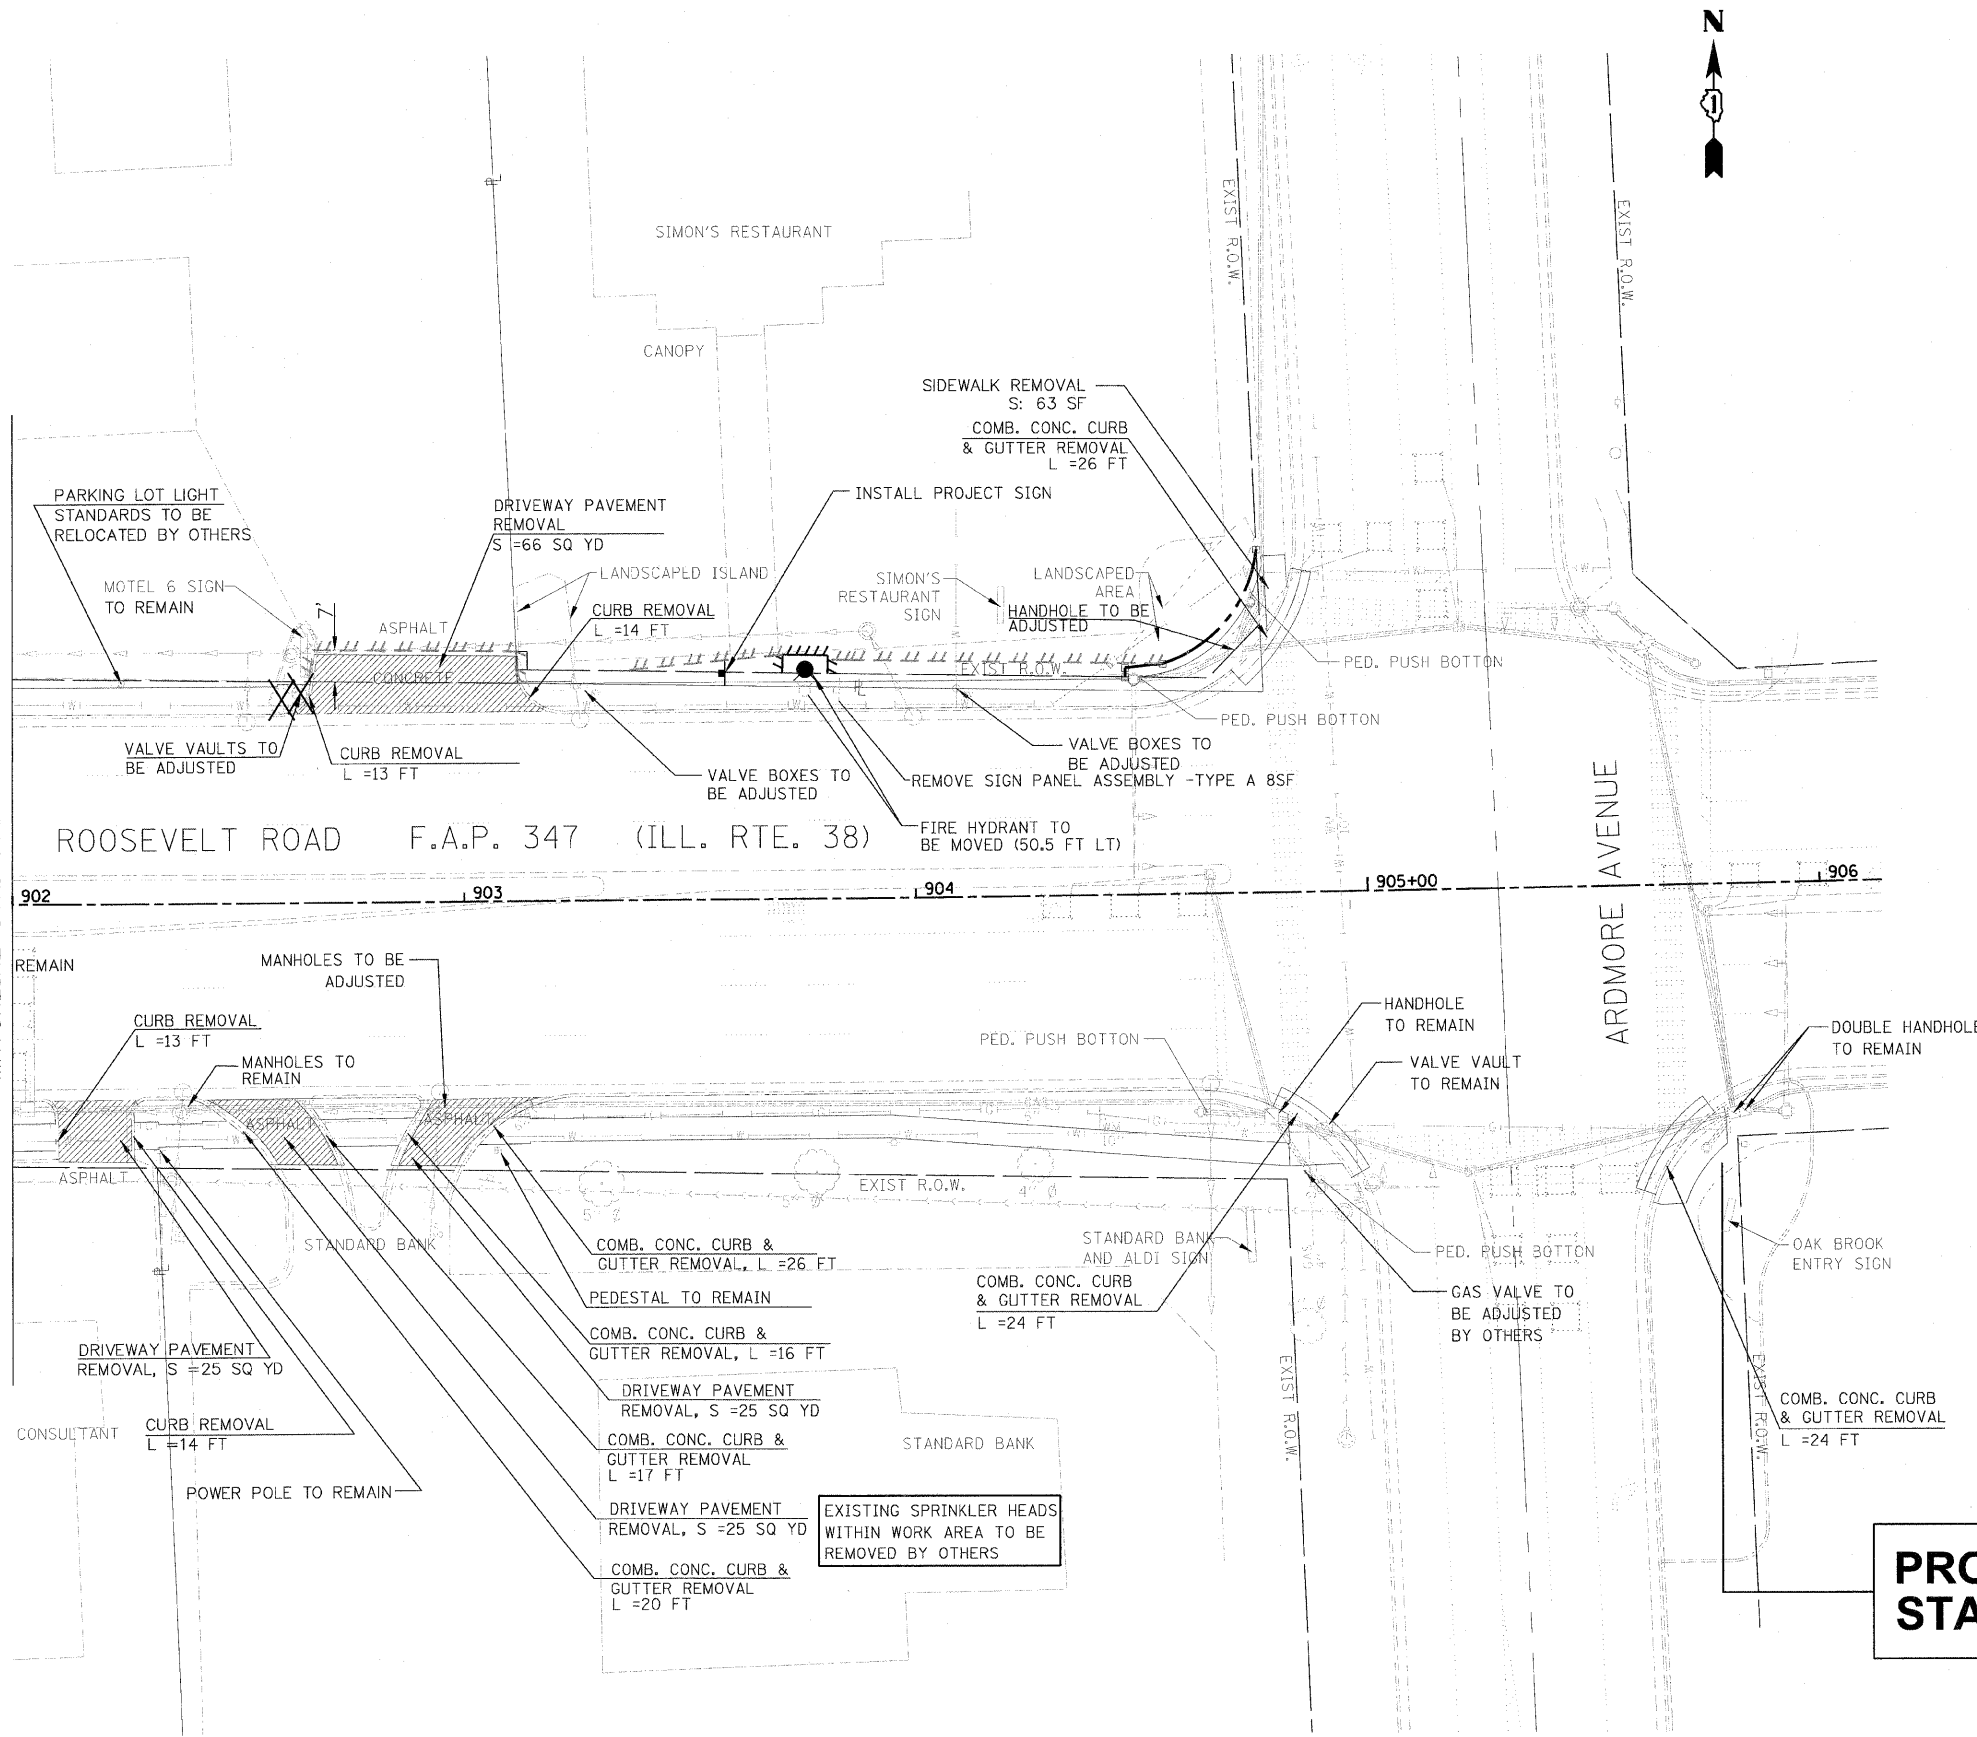 N
1
EXIST R.O.W.
EXIST R.O.W.
PL
SIMON'S RESTAURANT
CANOPY
SIDEWALK REMOVAL
S: 63 SF
COMB. CONC. CURB
& GUTTER REMOVAL
L =26 FT
PARKING LOT LIGHT
STANDARDS TO BE
RELOCATED BY OTHERS
DRIVEWAY PAVEMENT
REMOVAL
S =66 SQ YD
INSTALL PROJECT SIGN
MOTEL 6 SIGN
TO REMAIN
7'
ASPHALT
CONCRETE
LANDSCAPED ISLAND
CURB REMOVAL
L =14 FT
SIMON'S
RESTAURANT
SIGN
LANDSCAPED
AREA
HANDHOLE TO BE
ADJUSTED
EXIST R.O.W.
PL
PED. PUSH BOTTON
PED. PUSH BOTTON
VALVE VAULTS TO
BE ADJUSTED
CURB REMOVAL
L =13 FT
VALVE BOXES TO
BE ADJUSTED
VALVE BOXES TO
BE ADJUSTED
REMOVE SIGN PANEL ASSEMBLY -TYPE A 8SF
FIRE HYDRANT TO
BE MOVED (50.5 FT LT)
ROOSEVELT ROAD F.A.P. 347 (ILL. RTE. 38)
ARDMORE AVENUE
902
903
904
905+00
906
REMAIN
MANHOLES TO BE
ADJUSTED
CURB REMOVAL
L =13 FT
MANHOLES TO
REMAIN
PED. PUSH BOTTON
HANDHOLE
TO REMAIN
VALVE VAULT
TO REMAIN
DOUBLE HANDHOLE
TO REMAIN
ASPHALT
ASPHALT
ASPHALT
EXIST R.O.W.
STANDARD BANK
PL
COMB. CONC. CURB &
GUTTER REMOVAL, L =26 FT
PEDESTAL TO REMAIN
COMB. CONC. CURB &
GUTTER REMOVAL, L =16 FT
STANDARD BANK
AND ALDI SIGN
COMB. CONC. CURB
& GUTTER REMOVAL
L =24 FT
PED. PUSH BOTTON
GAS VALVE TO
BE ADJUSTED
BY OTHERS
OAK BROOK
ENTRY SIGN
DRIVEWAY PAVEMENT
REMOVAL, S =25 SQ YD
CURB REMOVAL
L =14 FT
CONSULTANT
POWER POLE TO REMAIN
DRIVEWAY PAVEMENT
REMOVAL, S =25 SQ YD
COMB. CONC. CURB &
GUTTER REMOVAL
L =17 FT
DRIVEWAY PAVEMENT
REMOVAL, S =25 SQ YD
COMB. CONC. CURB &
GUTTER REMOVAL
L =20 FT
STANDARD BANK
EXISTING SPRINKLER HEADS
WITHIN WORK AREA TO BE
REMOVED BY OTHERS
EXIST R.O.W.
EXIST R.O.W.
COMB. CONC. CURB
& GUTTER REMOVAL
L =24 FT
PRO
STA